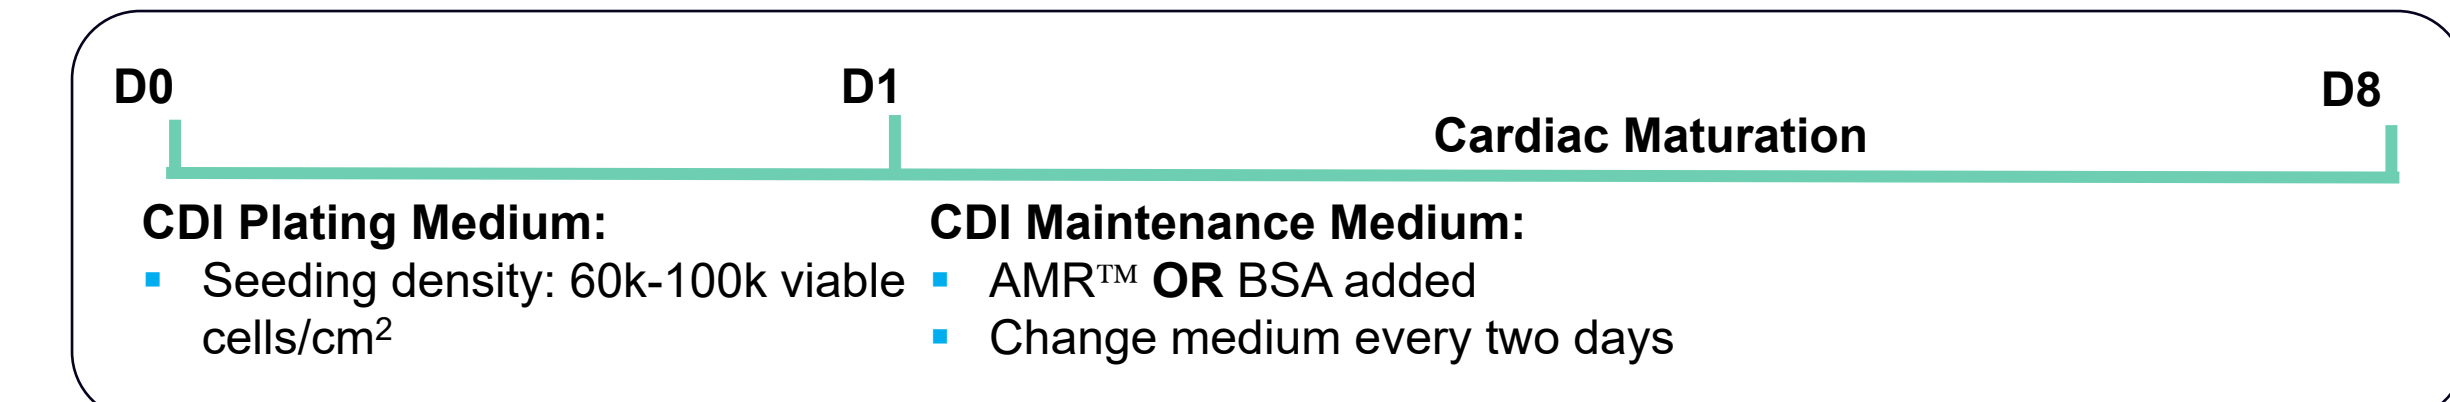 D0
D1
D8
Cardiac Maturation
CDI Plating Medium:
▪ Seeding density: 60k-100k viable
cells/cm²
CDI Maintenance Medium:
▪ AMR™ OR BSA added
▪ Change medium every two days